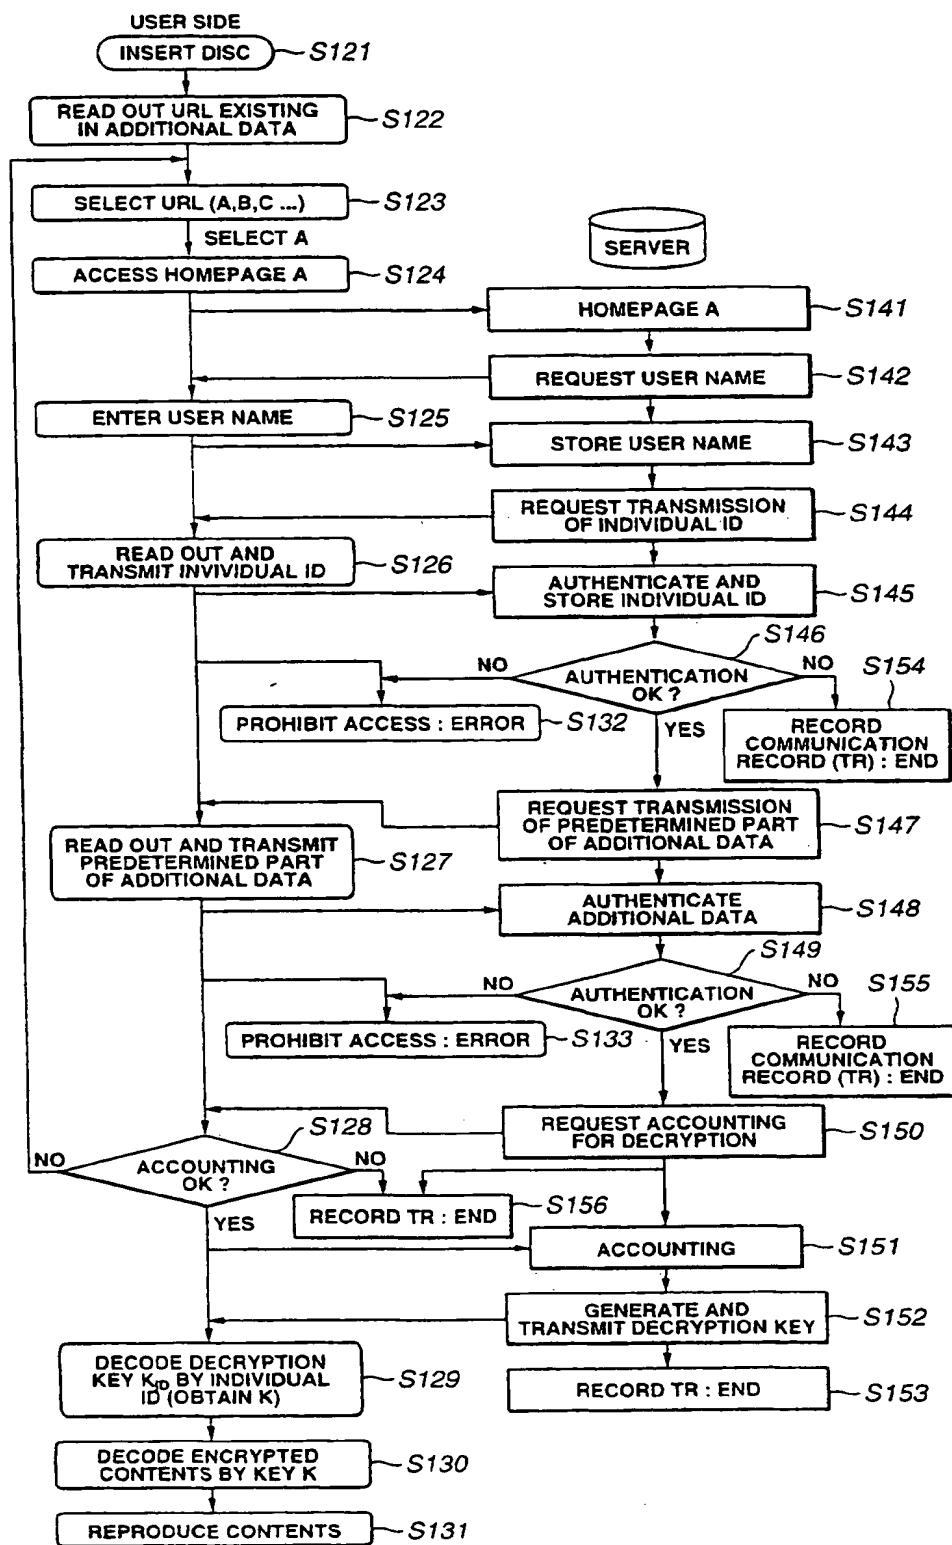 USER SIDE
INSERT DISC
S121
READ OUT URL EXISTING
IN ADDITIONAL DATA
S122
SELECT URL (A,B,C ...)
S123
SELECT A
SERVER
ACCESS HOMEPAGE A
S124
HOMEPAGE A
S141
REQUEST USER NAME
S142
ENTER USER NAME
S125
STORE USER NAME
S143
REQUEST TRANSMISSION
OF INDIVIDUAL ID
S144
READ OUT AND
TRANSMIT INVIVIDUAL ID
S126
AUTHENTICATE AND
STORE INDIVIDUAL ID
S145
S146
NO
AUTHENTICATION
OK ?
NO
S154
PROHIBIT ACCESS : ERROR
S132
YES
RECORD
COMMUNICATION
RECORD (TR) : END
REQUEST TRANSMISSION
OF PREDETERMINED PART
OF ADDITIONAL DATA
S147
READ OUT AND TRANSMIT
PREDETERMINED PART
OF ADDITIONAL DATA
S127
AUTHENTICATE
ADDITIONAL DATA
S148
S149
NO
AUTHENTICATION
OK ?
NO
S155
PROHIBIT ACCESS : ERROR
S133
YES
RECORD
COMMUNICATION
RECORD (TR) : END
REQUEST ACCOUNTING
FOR DECRYPTION
S150
S128
NO
ACCOUNTING
OK ?
NO
YES
RECORD TR : END
S156
ACCOUNTING
S151
GENERATE AND
TRANSMIT DECRYPTION KEY
S152
DECODE DECRYPTION
KEY KID BY INDIVIDUAL
ID (OBTAIN K)
S129
RECORD TR : END
S153
DECODE ENCRYPTED
CONTENTS BY KEY K
S130
REPRODUCE CONTENTS
S131